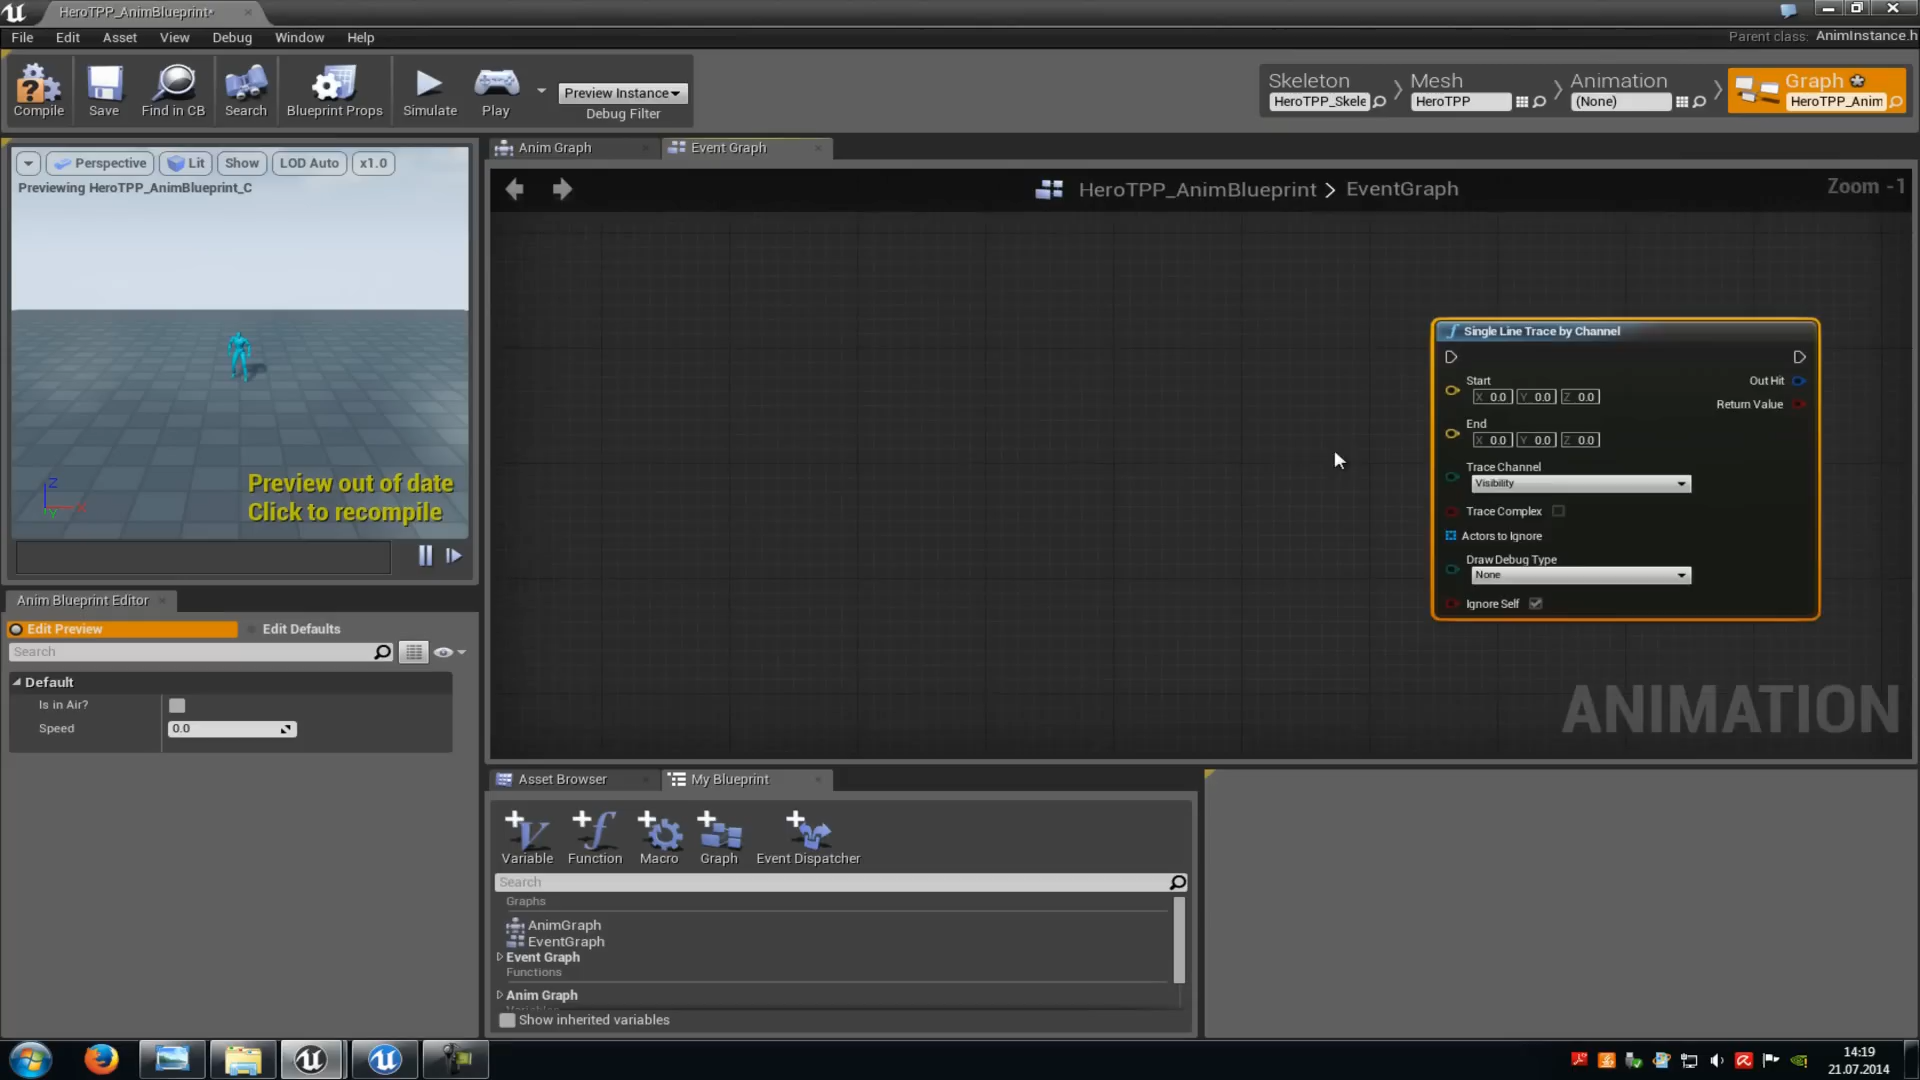 HeroTPP_AnimBlueprint*
File Edit Asset View Debug Window Help
Parent class: AnimInstance.h
Compile Save Find in CB Search Blueprint Props Simulate Play
Preview Instance
Debug Filter
Skeleton Mesh Animation Graph
HeroTPP_Skele HeroTPP (None) HeroTPP_Anim
Perspective Lit Show LOD Auto x1.0
Previewing HeroTPP_AnimBlueprint_C
Preview out of date
Click to recompile
Z
X
Y
Anim Graph Event Graph
HeroTPP_AnimBlueprint > EventGraph
Zoom -1
Single Line Trace by Channel
Start
X 0.0 Y 0.0 Z 0.0
Out Hit
Return Value
End
X 0.0 Y 0.0 Z 0.0
Trace Channel
Visibility
Trace Complex
Actors to Ignore
Draw Debug Type
None
Ignore Self
ANIMATION
Anim Blueprint Editor
Edit Preview Edit Defaults
Search
Default
Is in Air?
Speed 0.0
Asset Browser My Blueprint
Variable Function Macro Graph Event Dispatcher
Search
Graphs
AnimGraph
EventGraph
Event Graph
Functions
Anim Graph
Show inherited variables
14:19
21.07.2014